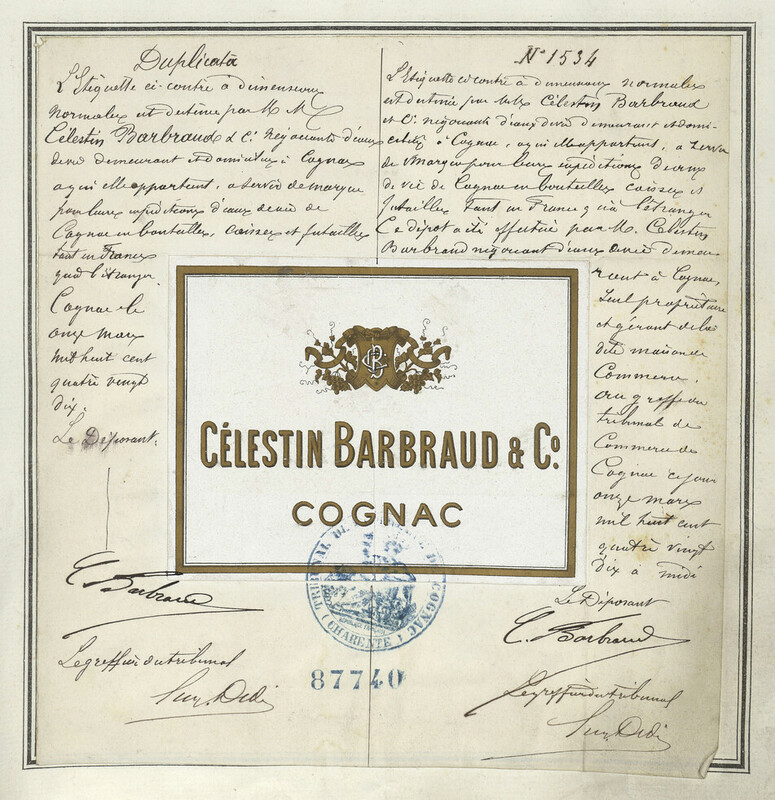 Duplicata
L'Etiquette ci-contre à dimensions
normales est destinée par M M
Célestin Barbraud & Cie Négociants d'eaux
de vie demeurant et domiciliés à Cognac
à qui elle appartient, à servir de marque
pour leurs expéditions d'eaux de vie de
Cognac en bouteilles, caisses et futailles
tant en France
qu'à l'étranger.
Cognac le
onze mars
mil huit cent
quatre vingt
dix.
Le Déposant:
C. Barbraud
Le greffier du tribunal
N° 1534
L'Etiquette ci-contre à dimensions normales
est destinée par M.M. Célestin Barbraud
et Cie négociants d'eaux de vie demeurant et domi-
ciliés à Cognac, à qui elle appartient, à servir
de Marque pour leurs expéditions d'eaux
de vie de Cognac en bouteilles caisses et
futailles tant en France qu'à l'étranger
Ce dépôt a été effectué par M. Célestin
Barbraud négociant d'eaux de vie demeu-
rant à Cognac,
Seul propriétaire
et gérant de la
dite maison de
Commerce,
au greffe du
tribunal de
Commerce de
Cognac ce jour
onze mars
mil huit cent
quatre vingt
dix à midi
Le Déposant
C. Barbraud
Le greffier du tribunal
CÉLESTIN BARBRAUD & Co.
COGNAC
TRIBUNAL DE COMMERCE DE COGNAC
(CHARENTE)
87740